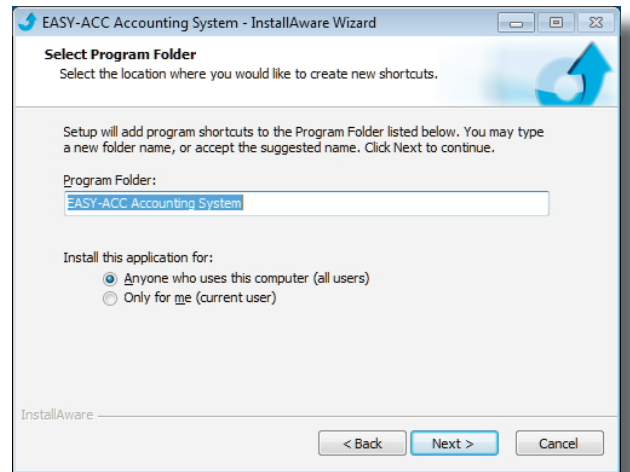 EASY-ACC Accounting System - InstallAware Wizard
Select Program Folder
Select the location where you would like to create new shortcuts.
Setup will add program shortcuts to the Program Folder listed below. You may type
a new folder name, or accept the suggested name. Click Next to continue.
Program Folder:
EASY-ACC Accounting System
Install this application for:
Anyone who uses this computer (all users)
Only for me (current user)
InstallAware
< Back Next > Cancel